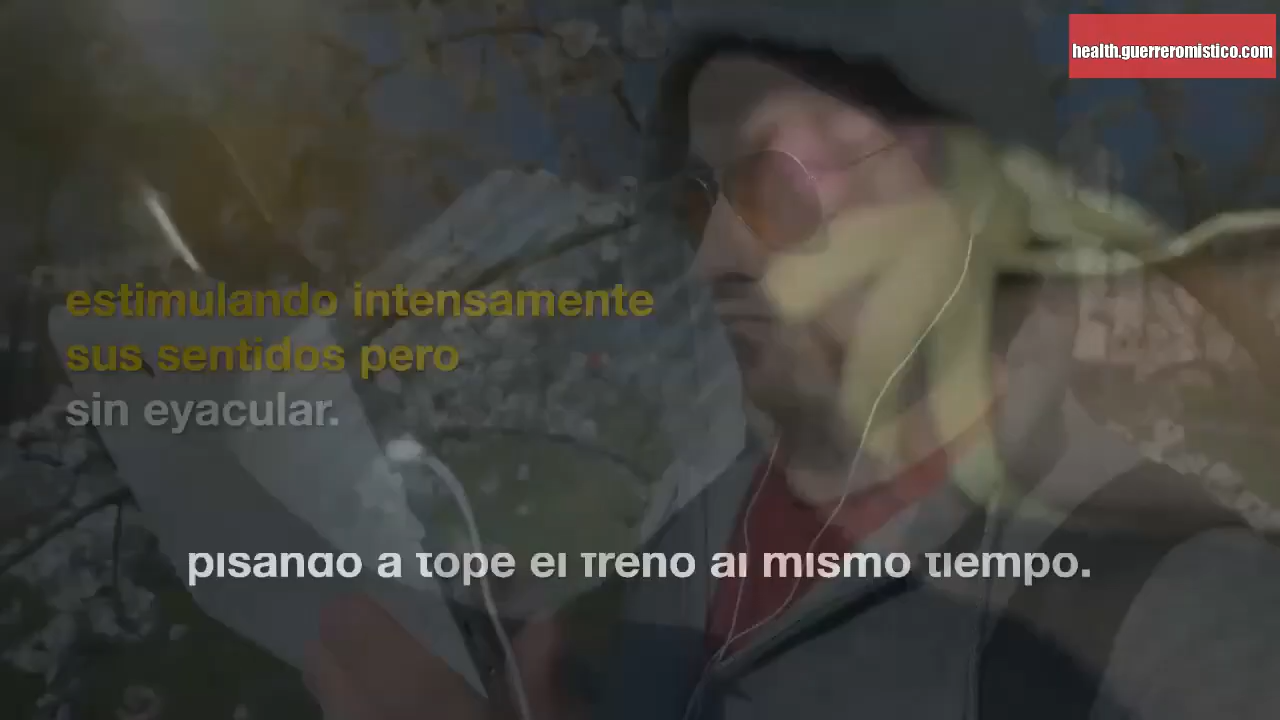 health.guerreromistico.com
estimulando intensamente
sus sentidos pero
sin eyacular.
pisando a tope el freno al mismo tiempo.